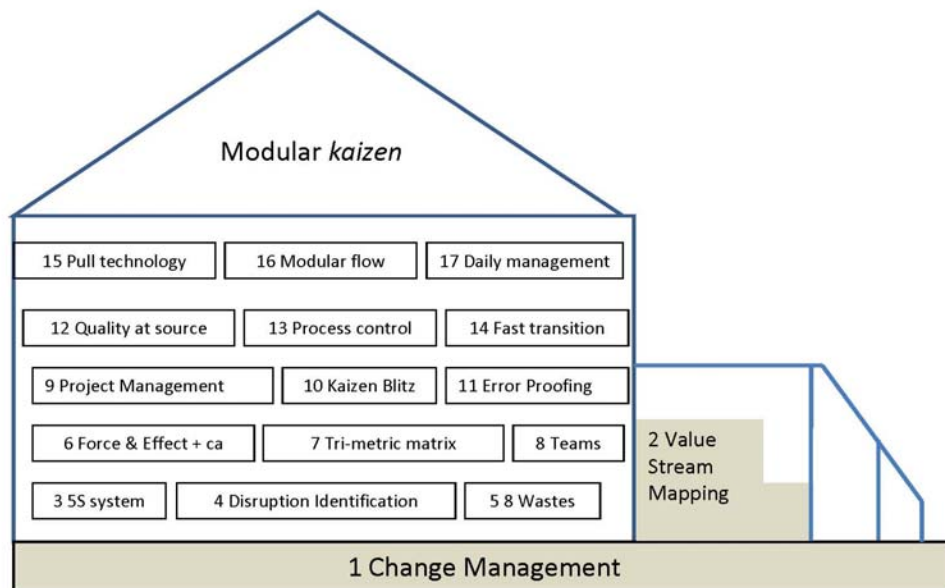 Modular kaizen
15 Pull technology
16 Modular flow
17 Daily management
12 Quality at source
13 Process control
14 Fast transition
9 Project Management
10 Kaizen Blitz
11 Error Proofing
6 Force & Effect + ca
7 Tri-metric matrix
8 Teams
2 Value
Stream
Mapping
3 5S system
4 Disruption Identification
5 8 Wastes
1 Change Management